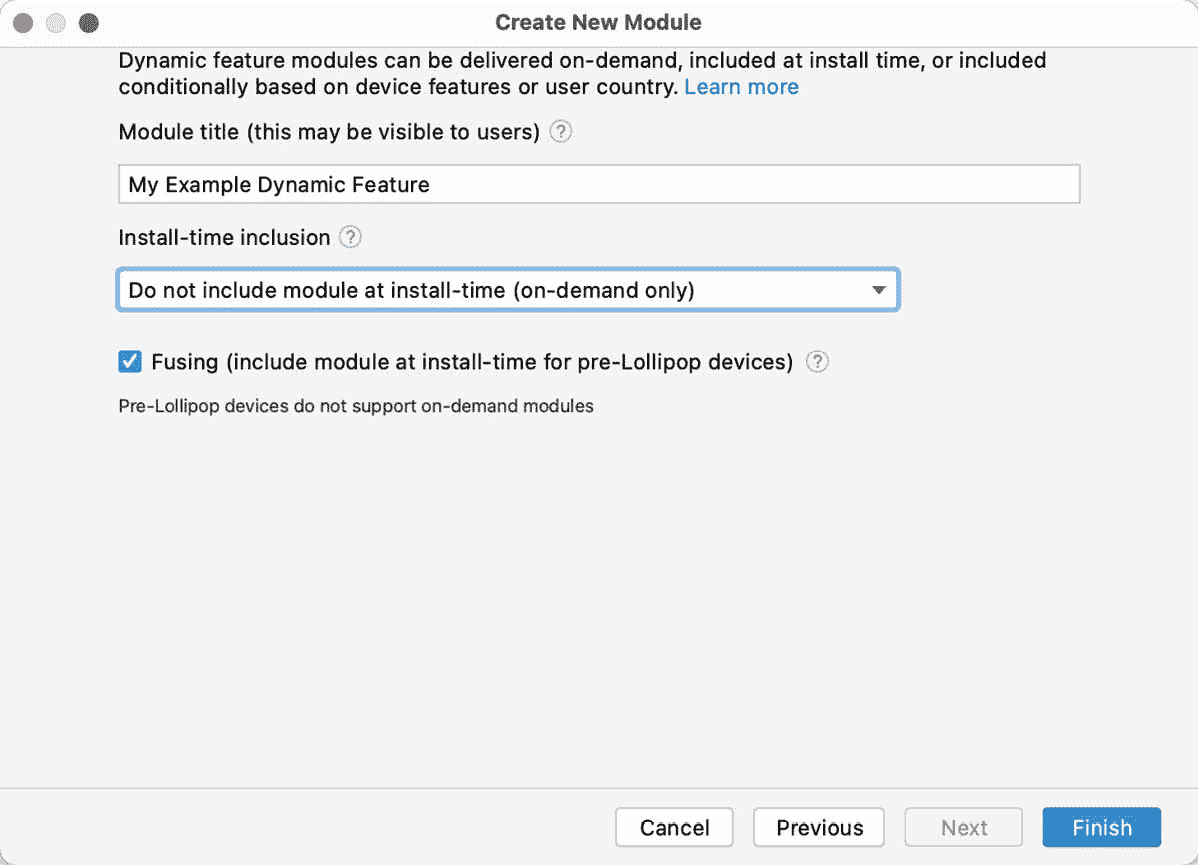 Create New Module
Dynamic feature modules can be delivered on-demand, included at install time, or included
conditionally based on device features or user country. Learn more
Module title (this may be visible to users) ?
My Example Dynamic Feature
Install-time inclusion ?
Do not include module at install-time (on-demand only)
Fusing (include module at install-time for pre-Lollipop devices) ?
Pre-Lollipop devices do not support on-demand modules
Cancel Previous Next Finish